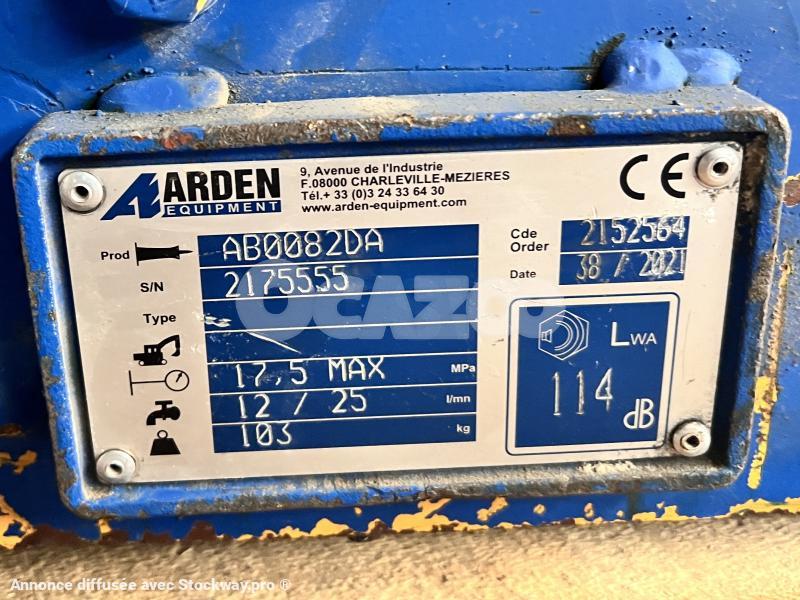 ARDEN
EQUIPMENT
9, Avenue de l'Industrie
F.08000 CHARLEVILLE-MEZIERES
Tél.+ 33 (0)3 24 33 64 30
www.arden-equipment.com
CE
Prod AB0082DA
S/N 2175555
Type
17,5 MAX MPa
12 / 25 l/mn
103 kg
Cde
Order 2152564
Date 38 / 2021
LWA
114
dB
OCAZOO
Annonce diffusée avec Stockway.pro ®